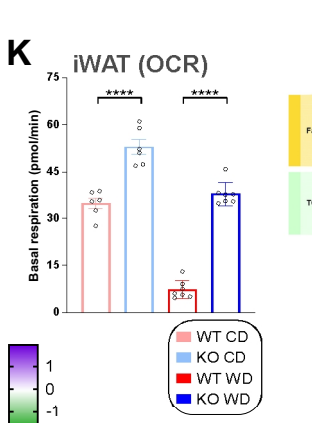 K
iWAT (OCR)
Basal respiration (pmol/min)
75
60
45
30
15
0
****
****
WT CD
KO CD
WT WD
KO WD
1
0
-1